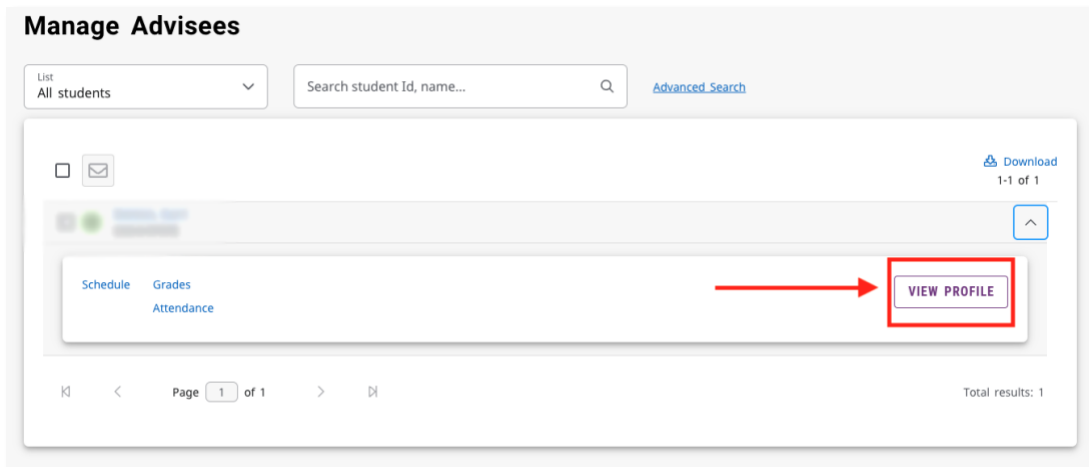 Manage Advisees
List
All students
Search student Id, name...
Advanced Search
Download
1-1 of 1
Schedule Grades
Attendance
VIEW PROFILE
Page 1 of 1
Total results: 1